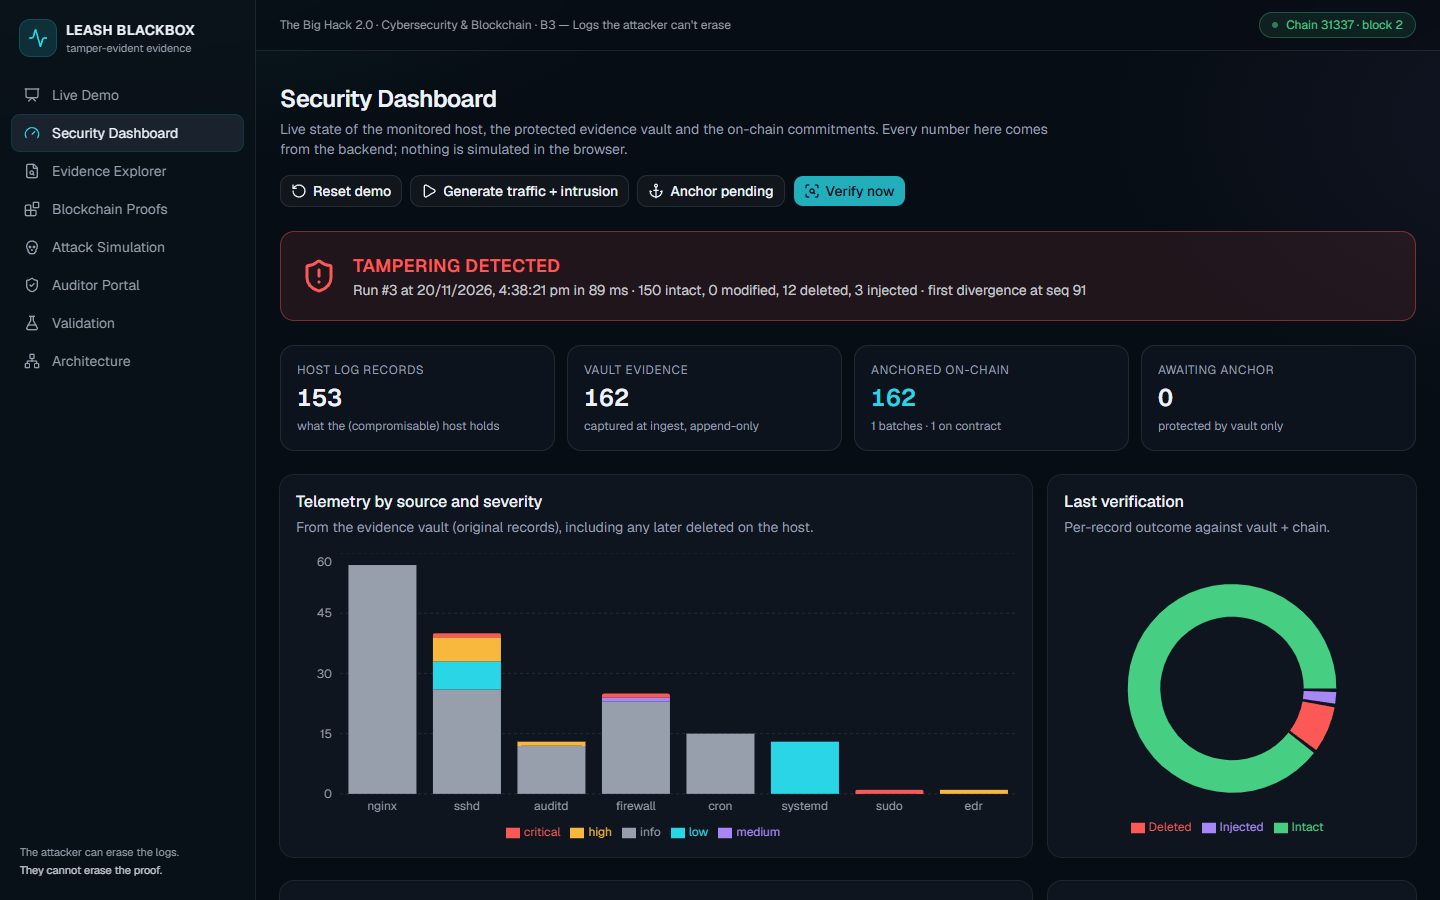 LEASH BLACKBOX
tamper-evident evidence
Live Demo
Security Dashboard
Evidence Explorer
Blockchain Proofs
Attack Simulation
Auditor Portal
Validation
Architecture
The attacker can erase the logs.
They cannot erase the proof.
The Big Hack 2.0 · Cybersecurity & Blockchain · B3 — Logs the attacker can't erase
Chain 31337 · block 2
Security Dashboard
Live state of the monitored host, the protected evidence vault and the on-chain commitments. Every number here comes
from the backend; nothing is simulated in the browser.
Reset demo
Generate traffic + intrusion
Anchor pending
Verify now
TAMPERING DETECTED
Run #3 at 20/11/2026, 4:38:21 pm in 89 ms · 150 intact, 0 modified, 12 deleted, 3 injected · first divergence at seq 91
HOST LOG RECORDS
153
what the (compromisable) host holds
VAULT EVIDENCE
162
captured at ingest, append-only
ANCHORED ON-CHAIN
162
1 batches · 1 on contract
AWAITING ANCHOR
0
protected by vault only
Telemetry by source and severity
From the evidence vault (original records), including any later deleted on the host.
60
45
30
15
0
nginx sshd auditd firewall cron systemd sudo edr
critical high info low medium
Last verification
Per-record outcome against vault + chain.
Deleted Injected Intact